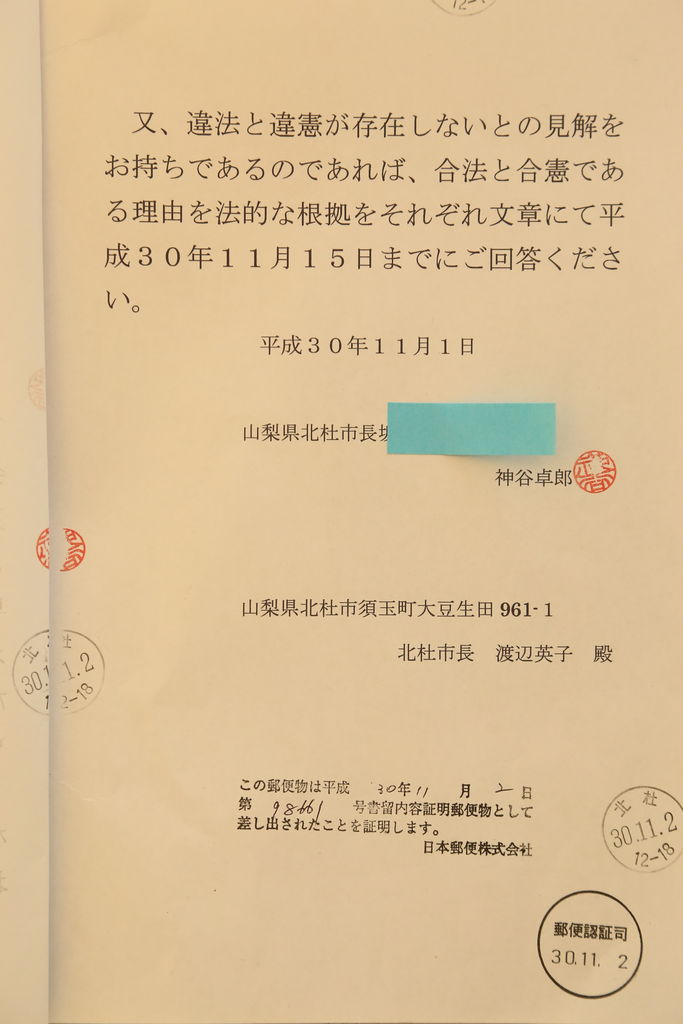 12-
又、違法と違憲が存在しないとの見解を
お持ちであるのであれば、合法と合憲であ
る理由を法的な根拠をそれぞれ文章にて平
成３０年１１月１５日までにご回答くださ
い。
平成３０年１１月１日
山梨県北杜市長坂
神谷卓郎
山梨県北杜市須玉町大豆生田 961-1
北杜市長　渡辺英子　殿
北 杜
30.11.2
12-18
この郵便物は平成 30年 11 月 2 日
第 98661 号書留内容証明郵便物として
差し出されたことを証明します。
日本郵便株式会社
北 杜
30.11.2
12-18
郵便認証司
30.11. 2